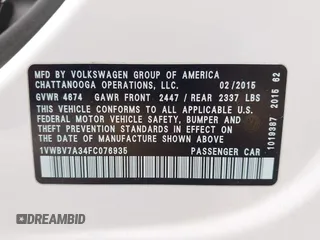 MFD BY VOLKSWAGEN GROUP OF AMERICA
CHATTANOOGA OPERATIONS, LLC. 02/2015
GVWR 4674 GAWR FRONT 2447 / REAR 2337 LBS
THIS VEHICLE CONFORMS TO ALL APPLICABLE U.S.
FEDERAL MOTOR VEHICLE SAFETY, BUMPER AND
THEFT PREVENTION STANDARDS IN EFFECT ON THE
DATE OF MANUFACTURE SHOWN ABOVE.
1VWBV7A34FC076935 PASSENGER CAR
1019387 2015 62
DREAMBID